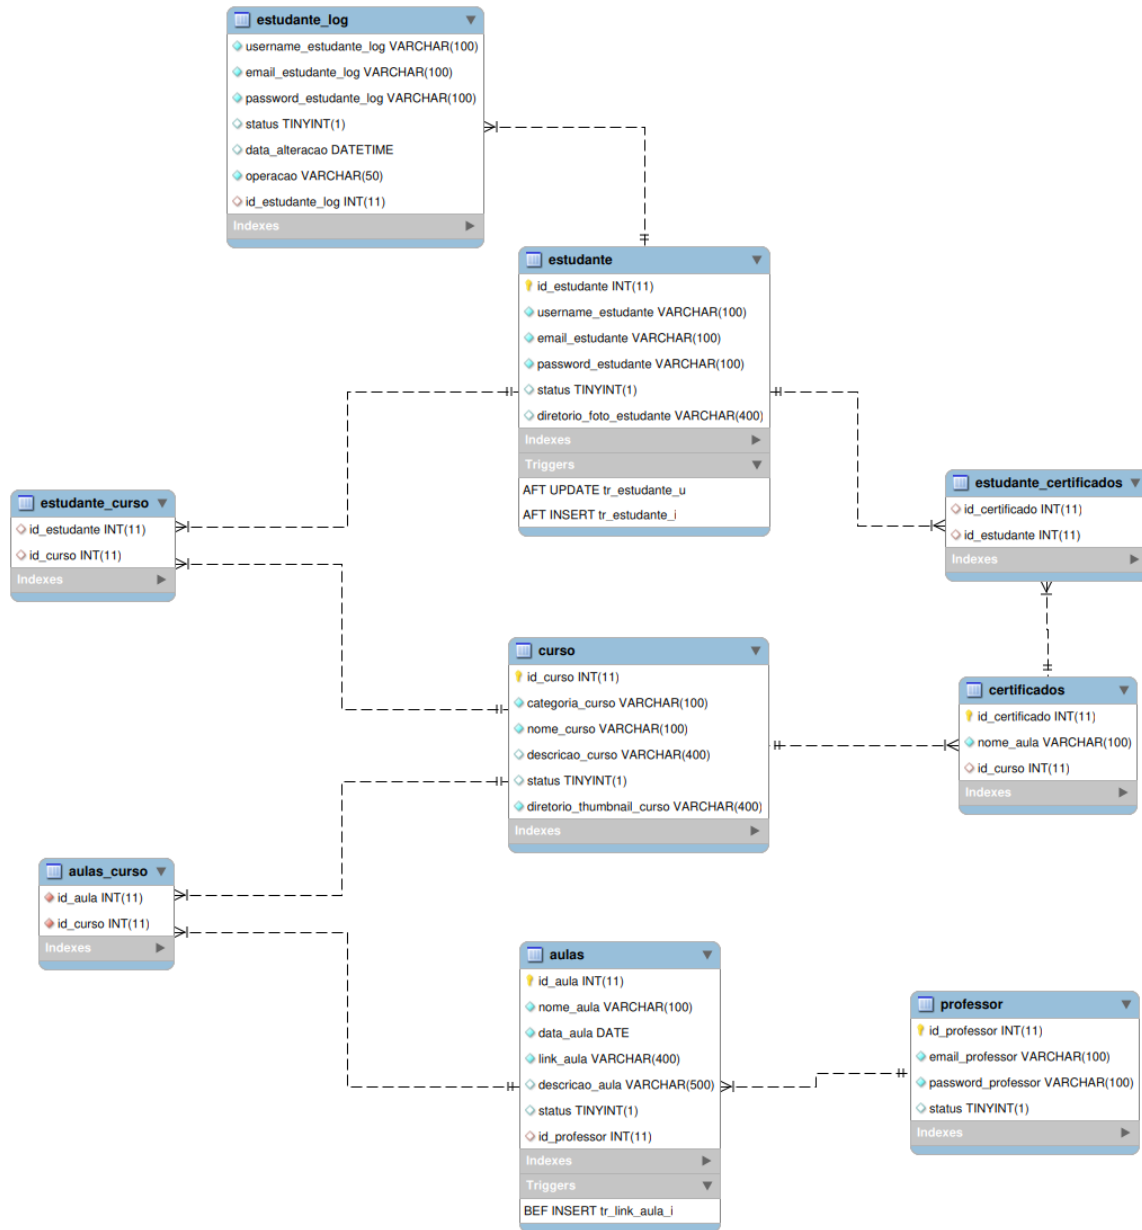 estudante_log
username_estudante_log VARCHAR(100)
email_estudante_log VARCHAR(100)
password_estudante_log VARCHAR(100)
status TINYINT(1)
data_alteracao DATETIME
operacao VARCHAR(50)
id_estudante_log INT(11)
Indexes
estudante
id_estudante INT(11)
username_estudante VARCHAR(100)
email_estudante VARCHAR(100)
password_estudante VARCHAR(100)
status TINYINT(1)
diretorio_foto_estudante VARCHAR(400)
Indexes
Triggers
AFT UPDATE tr_estudante_u
AFT INSERT tr_estudante_i
estudante_curso
id_estudante INT(11)
id_curso INT(11)
Indexes
estudante_certificados
id_certificado INT(11)
id_estudante INT(11)
Indexes
curso
id_curso INT(11)
categoria_curso VARCHAR(100)
nome_curso VARCHAR(100)
descricao_curso VARCHAR(400)
status TINYINT(1)
diretorio_thumbnail_curso VARCHAR(400)
Indexes
certificados
id_certificado INT(11)
nome_aula VARCHAR(100)
id_curso INT(11)
Indexes
aulas_curso
id_aula INT(11)
id_curso INT(11)
Indexes
aulas
id_aula INT(11)
nome_aula VARCHAR(100)
data_aula DATE
link_aula VARCHAR(400)
descricao_aula VARCHAR(500)
status TINYINT(1)
id_professor INT(11)
Indexes
Triggers
BEF INSERT tr_link_aula_i
professor
id_professor INT(11)
email_professor VARCHAR(100)
password_professor VARCHAR(100)
status TINYINT(1)
Indexes